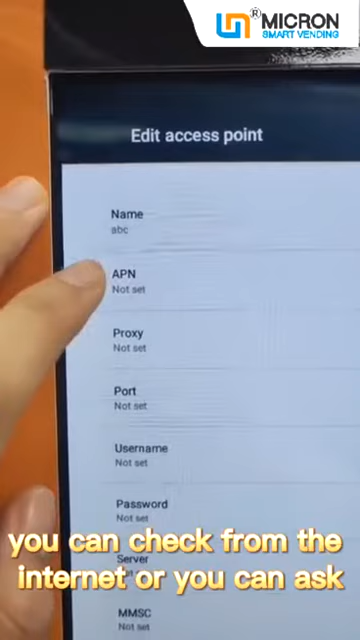 MICRON
SMART VENDING
Edit access point
Name
abc
APN
Not set
Proxy
Not set
Port
Not set
Username
Not set
Password
Not set
you can check from the
Server
internet or you can ask
MMSC
Not set